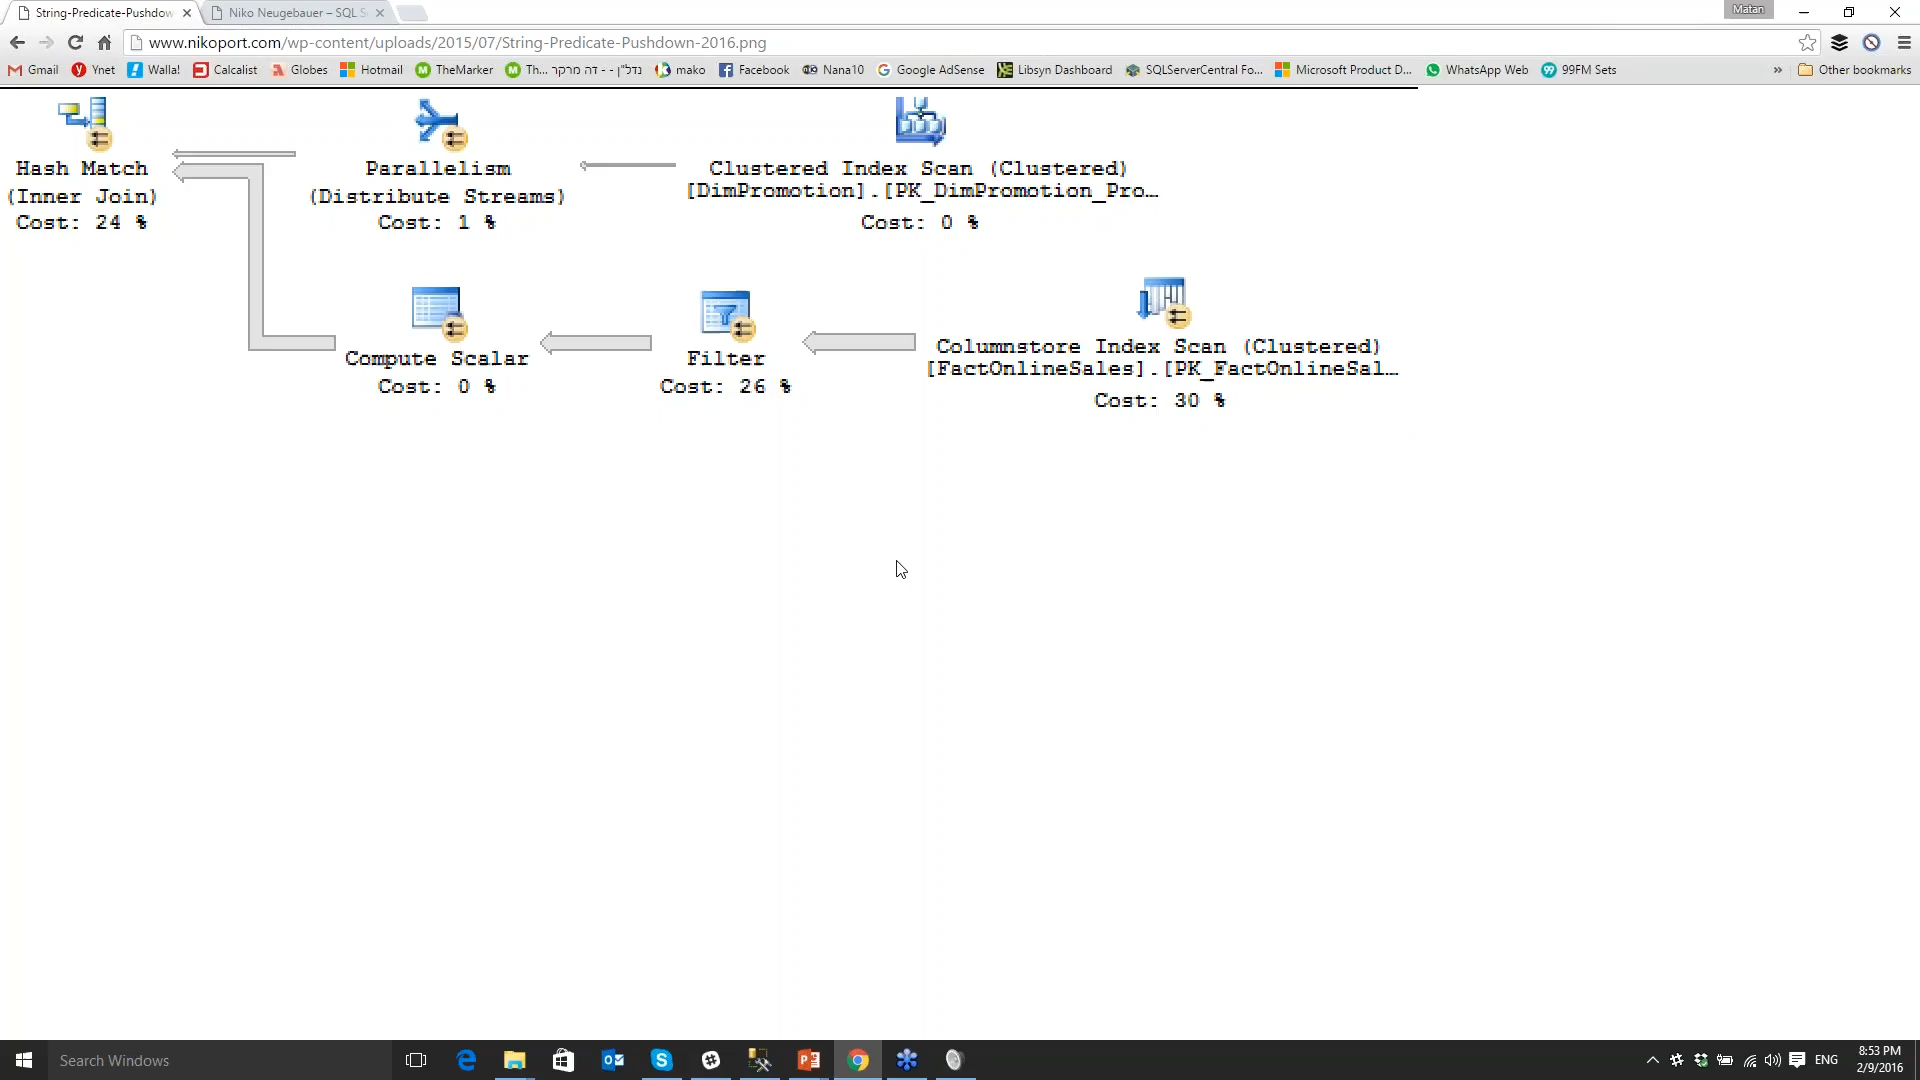 String-Predicate-Pushdow
Niko Neugebauer – SQL S
Matan
www.nikoport.com/wp-content/uploads/2015/07/String-Predicate-Pushdown-2016.png
Gmail
Ynet
Walla!
Calcalist
Globes
Hotmail
TheMarker
Th... - - נדל"ן - דה מרקר
mako
Facebook
Nana10
Google AdSense
Libsyn Dashboard
SQLServerCentral Fo...
Microsoft Product D...
WhatsApp Web
99FM Sets
»
Other bookmarks
Hash Match
(Inner Join)
Cost: 24 %
Parallelism
(Distribute Streams)
Cost: 1 %
Clustered Index Scan (Clustered)
[DimPromotion].[PK_DimPromotion_Pro…
Cost: 0 %
Compute Scalar
Cost: 0 %
Filter
Cost: 26 %
Columnstore Index Scan (Clustered)
[FactOnlineSales].[PK_FactOnlineSal…
Cost: 30 %
Search Windows
ENG
8:53 PM
2/9/2016